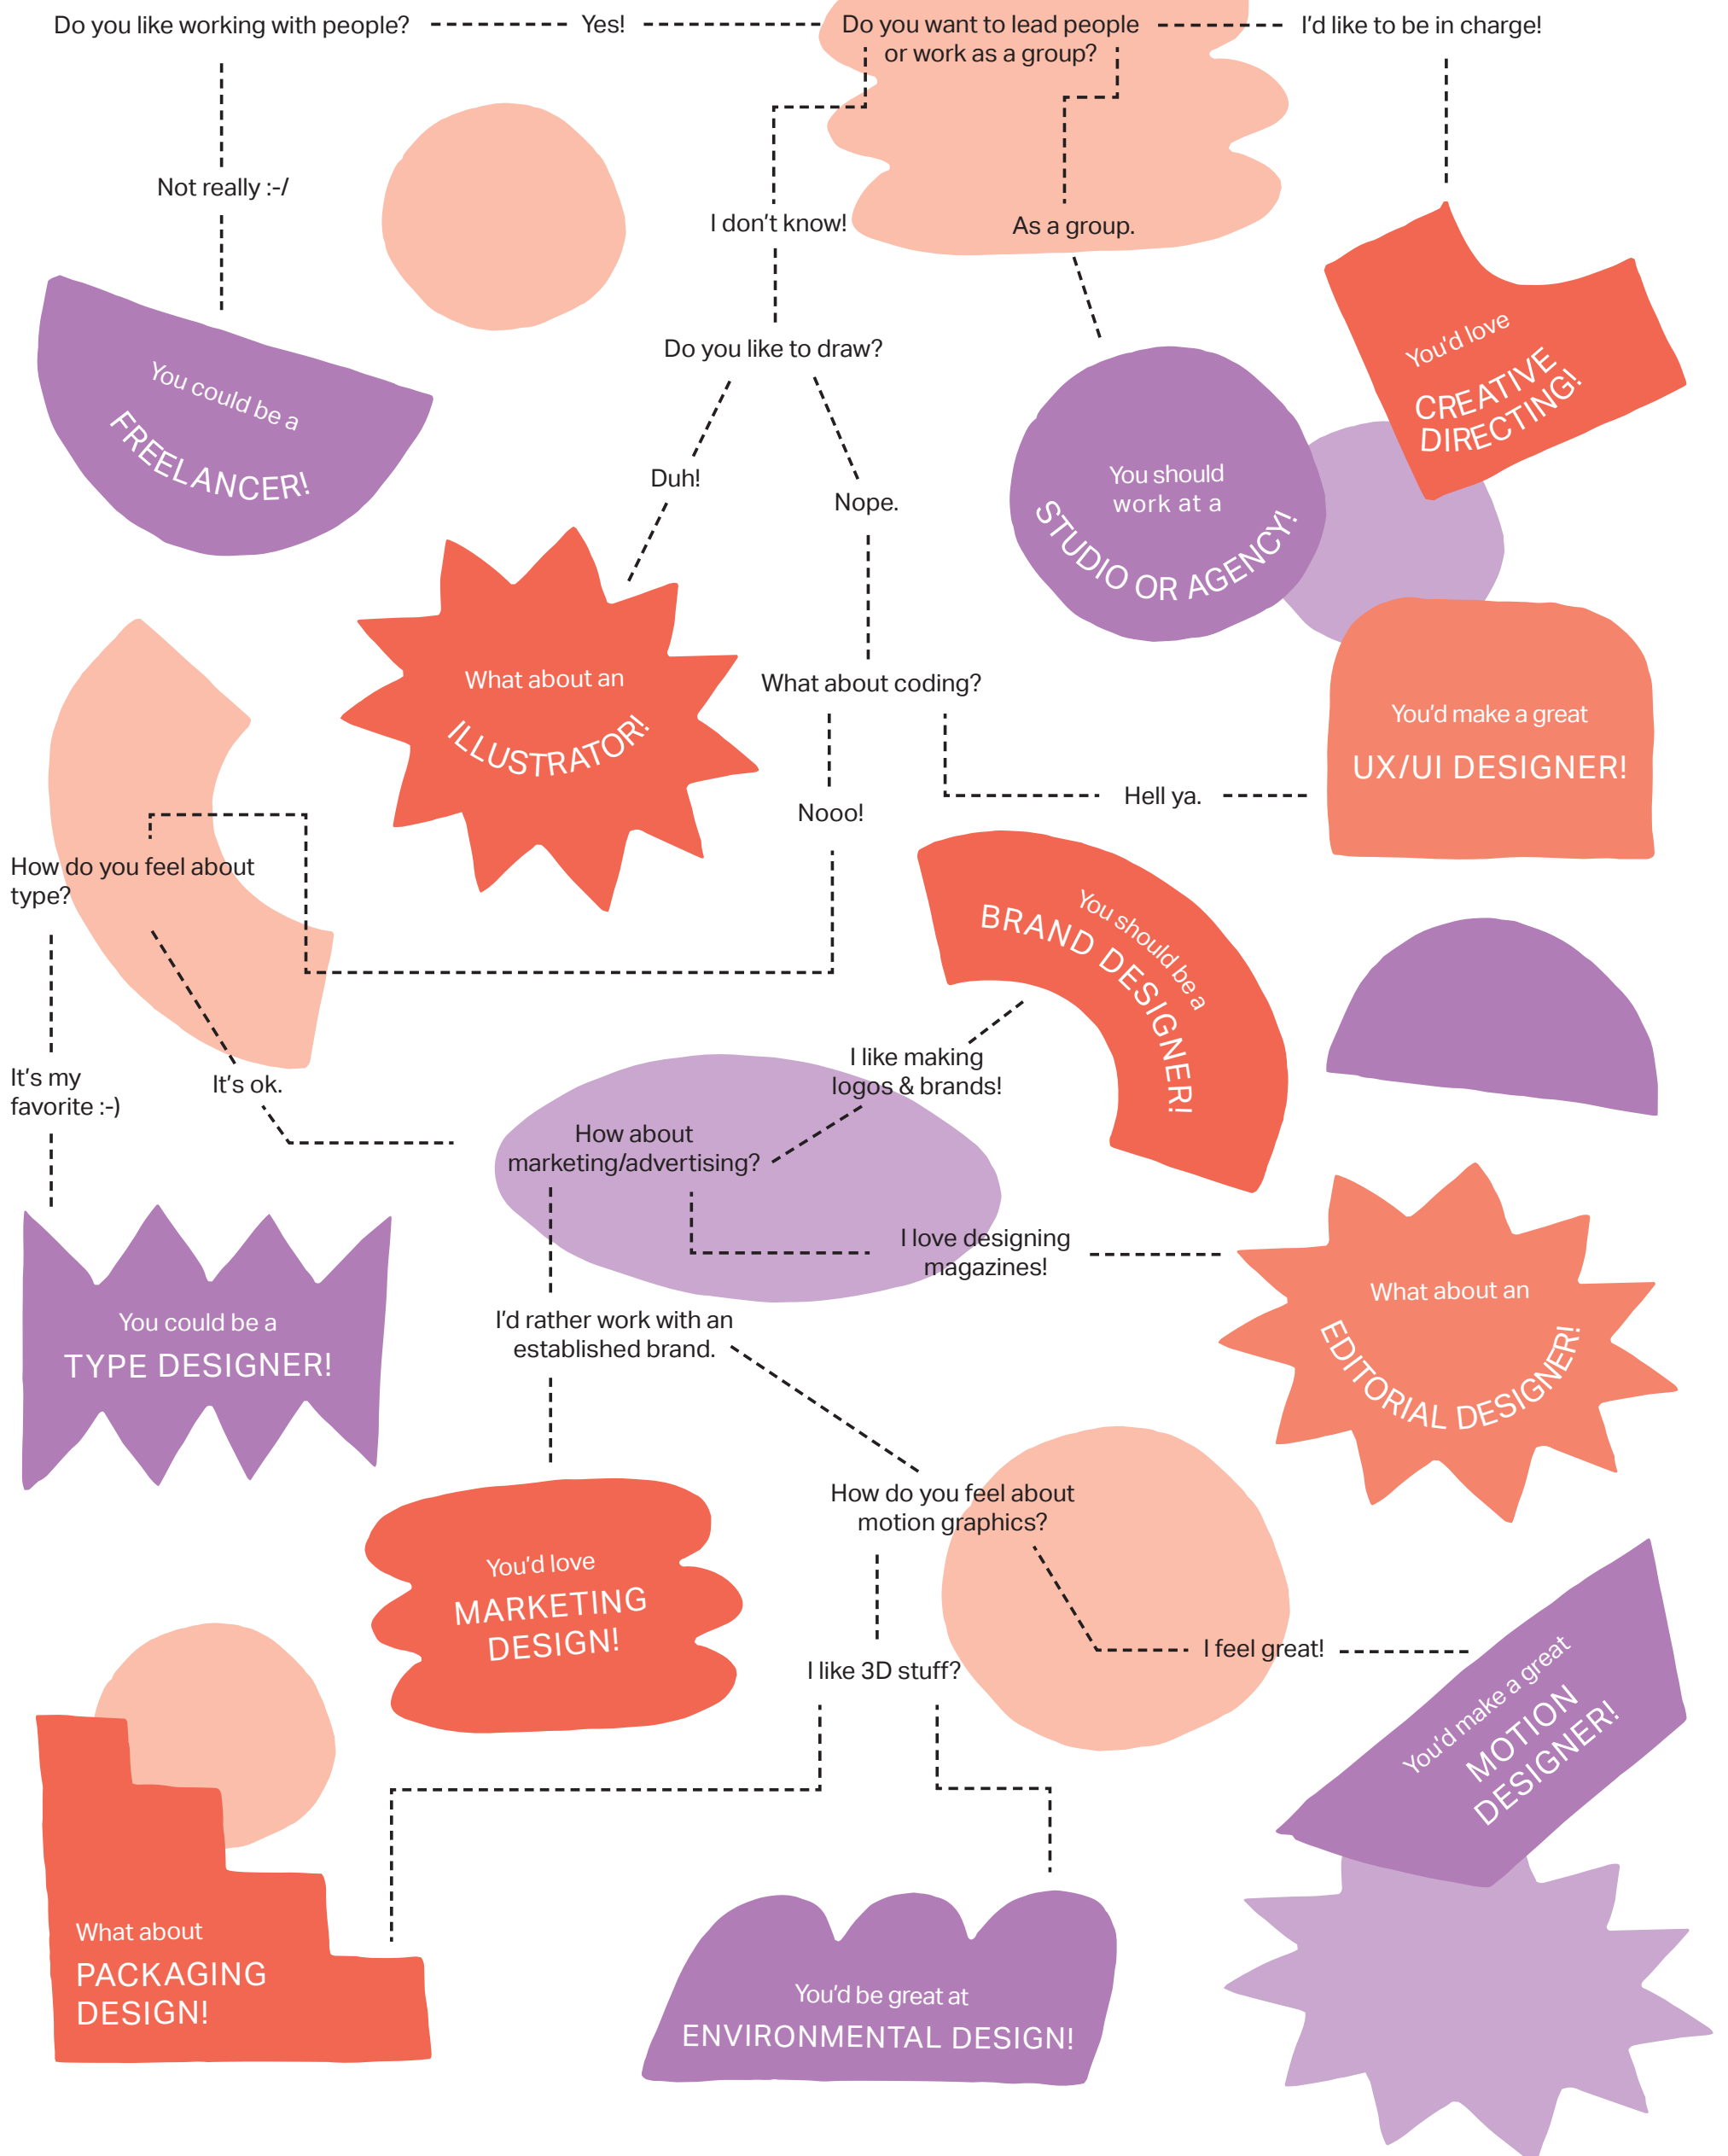 Do you like working with people?
Yes!
Do you want to lead people
or work as a group?
I'd like to be in charge!
Not really :-/
I don't know!
As a group.
You could be a
FREELANCER!
Do you like to draw?
You'd love
CREATIVE
DIRECTING!
Duh!
Nope.
You should
work at a
STUDIO OR AGENCY!
What about an
ILLUSTRATOR!
What about coding?
You'd make a great
UX/UI DESIGNER!
Nooo!
Hell ya.
How do you feel about
type?
You should be a
BRAND DESIGNER!
It's my
favorite :-)
It's ok.
I like making
logos & brands!
How about
marketing/advertising?
I love designing
magazines!
You could be a
TYPE DESIGNER!
I'd rather work with an
established brand.
What about an
EDITORIAL DESIGNER!
How do you feel about
motion graphics?
You'd love
MARKETING
DESIGN!
I like 3D stuff?
I feel great!
You'd make a great
MOTION
DESIGNER!
What about
PACKAGING
DESIGN!
You'd be great at
ENVIRONMENTAL DESIGN!